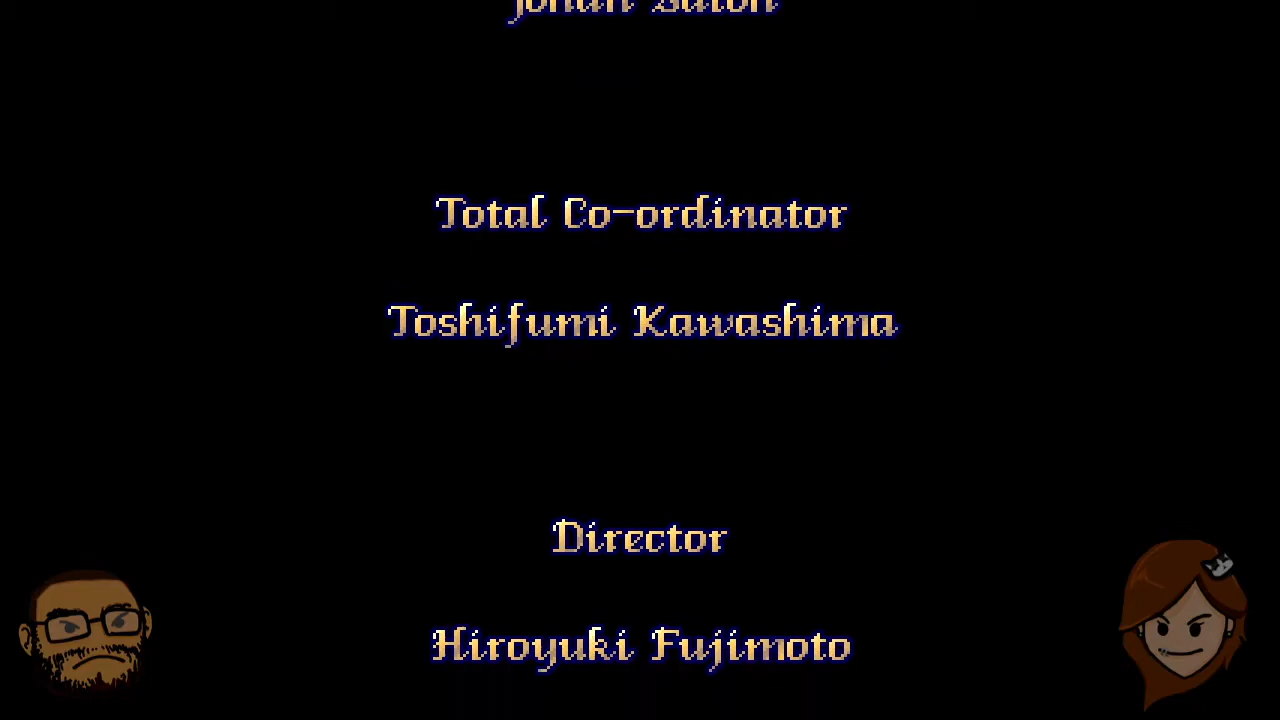 Total Co-ordinator
Toshifumi Kawashima
Director
Hiroyuki Fujimoto